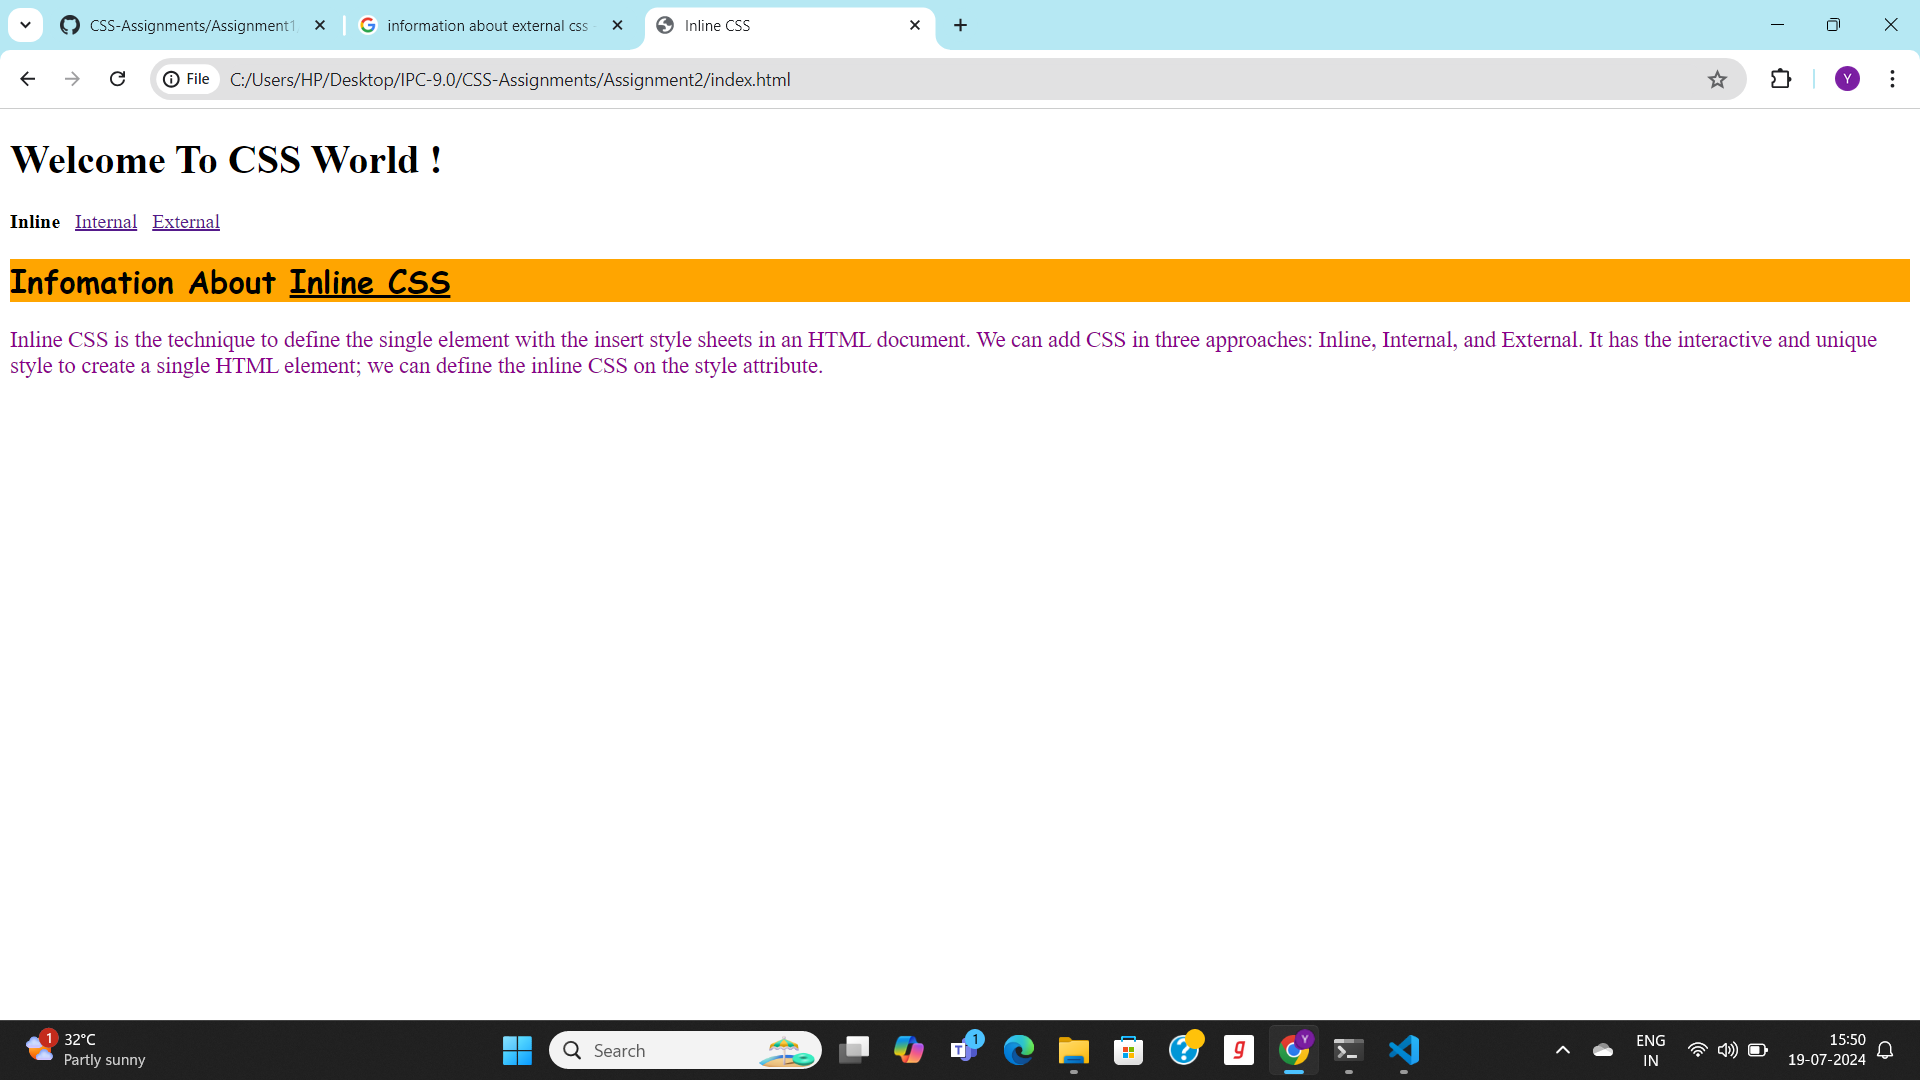 CSS-Assignments/Assignment1
information about external css
Inline CSS
File
C:/Users/HP/Desktop/IPC-9.0/CSS-Assignments/Assignment2/index.html
Y
Welcome To CSS World !
Inline Internal External
Infomation About Inline CSS
Inline CSS is the technique to define the single element with the insert style sheets in an HTML document. We can add CSS in three approaches: Inline, Internal, and External. It has the interactive and unique
style to create a single HTML element; we can define the inline CSS on the style attribute.
1
32°C
Partly sunny
Search
T
1
?
g
Y
ENG
IN
15:50
19-07-2024